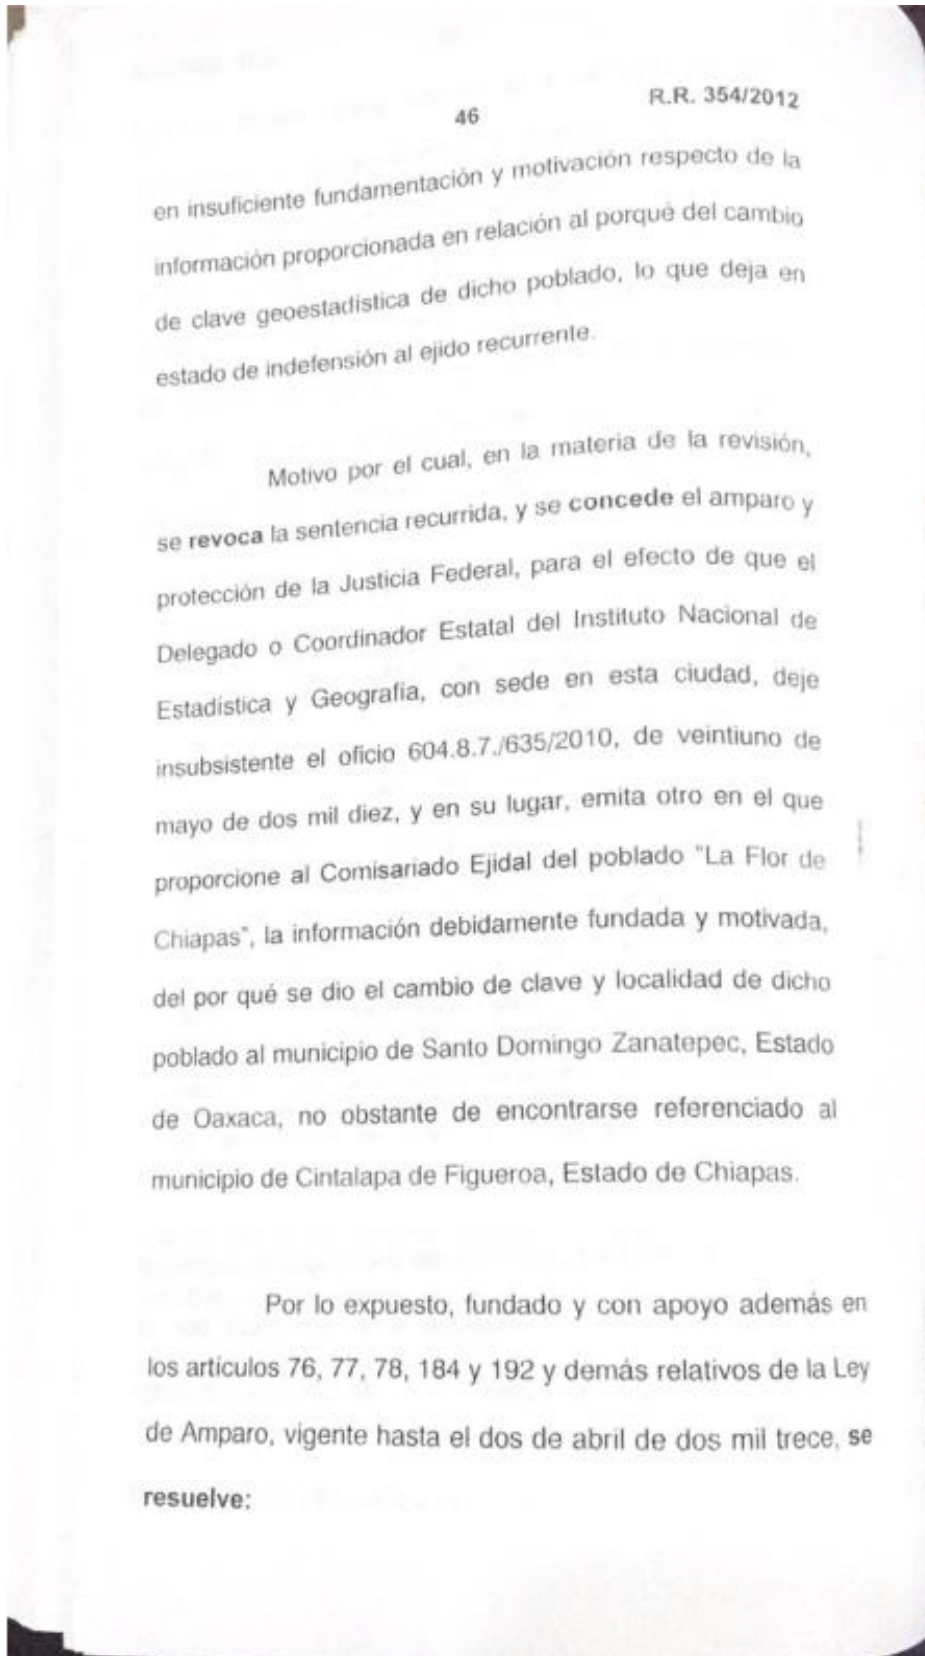 R.R. 354/2012
46
en insuficiente fundamentación y motivación respecto de la
información proporcionada en relación al porqué del cambio
de clave geoestadística de dicho poblado, lo que deja en
estado de indefensión al ejido recurrente.
Motivo por el cual, en la materia de la revisión,
se revoca la sentencia recurrida, y se concede el amparo y
protección de la Justicia Federal, para el efecto de que el
Delegado o Coordinador Estatal del Instituto Nacional de
Estadística y Geografía, con sede en esta ciudad, deje
insubsistente el oficio 604.8.7./635/2010, de veintiuno de
mayo de dos mil diez, y en su lugar, emita otro en el que
proporcione al Comisariado Ejidal del poblado "La Flor de
Chiapas", la información debidamente fundada y motivada,
del por qué se dio el cambio de clave y localidad de dicho
poblado al municipio de Santo Domingo Zanatepec, Estado
de Oaxaca, no obstante de encontrarse referenciado al
municipio de Cintalapa de Figueroa, Estado de Chiapas.
Por lo expuesto, fundado y con apoyo además en
los artículos 76, 77, 78, 184 y 192 y demás relativos de la Ley
de Amparo, vigente hasta el dos de abril de dos mil trece, se
resuelve: